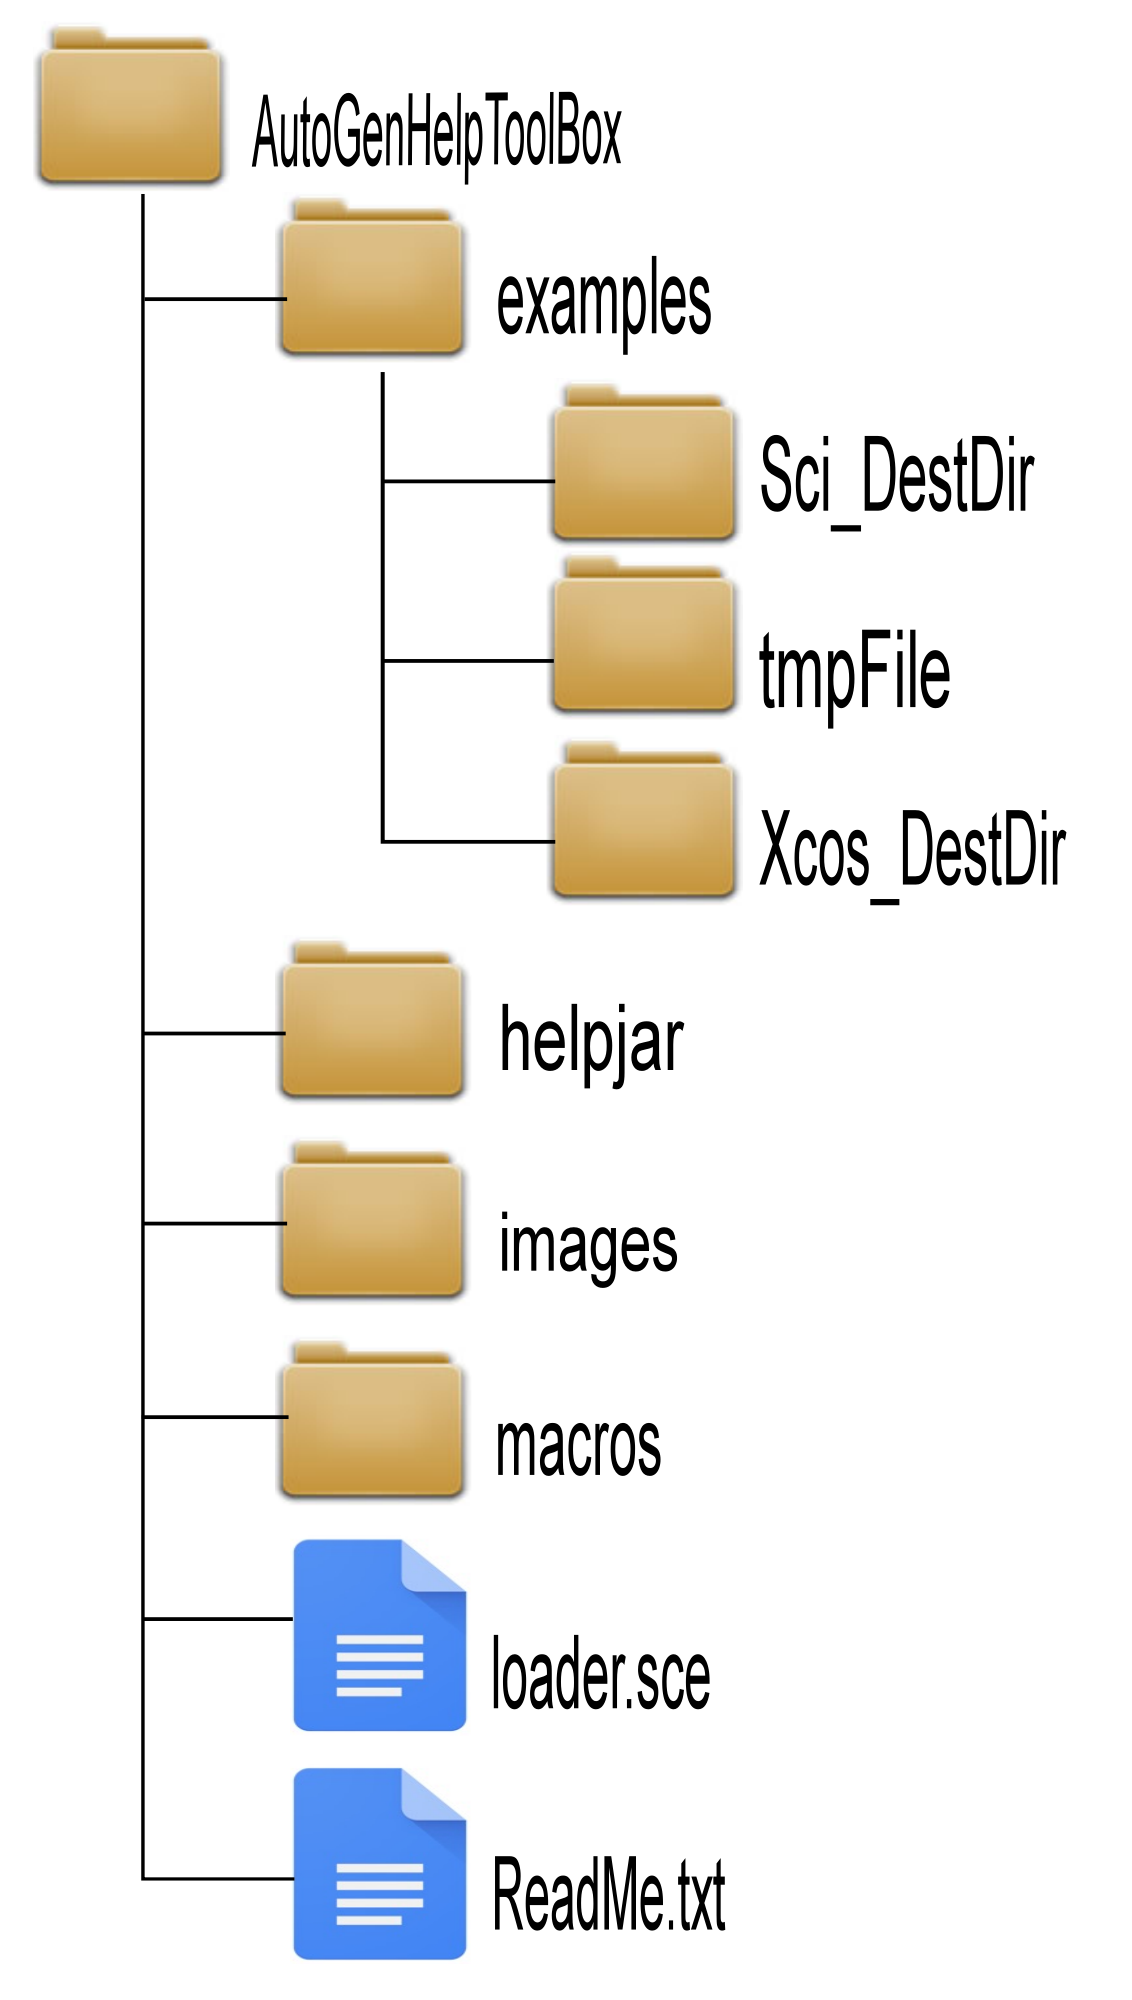 AutoGenHelpToolBox
examples
Sci_DestDir
tmpFile
Xcos_DestDir
helpjar
images
macros
loader.sce
ReadMe.txt